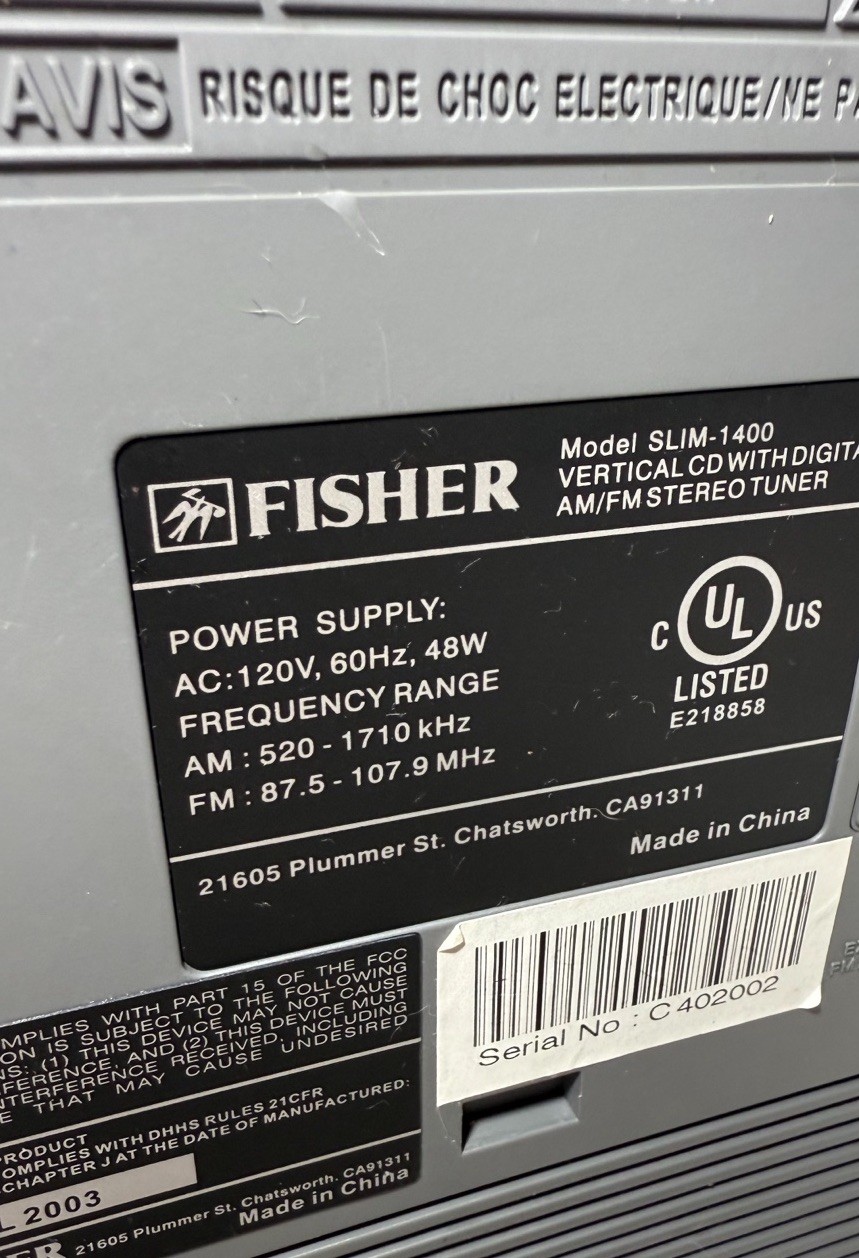 AVIS RISQUE DE CHOC ELECTRIQUE/NE PA
FISHER
Model SLIM-1400
VERTICAL CD WITH DIGITA
AM/FM STEREO TUNER
POWER SUPPLY:
AC:120V, 60Hz, 48W
FREQUENCY RANGE
AM : 520 - 1710 kHz
FM : 87.5 - 107.9 MHz
C UL US
LISTED
E218858
21605 Plummer St. Chatsworth. CA91311
Made in China
Serial No : C 402002
MPLIES WITH PART 15 OF THE FCC
ON IS SUBJECT TO THE FOLLOWING
NS: (1) THIS DEVICE MAY NOT CAUSE
FERENCE, AND (2) THIS DEVICE MUST
NTERFERENCE RECEIVED, INCLUDING
E THAT MAY CAUSE UNDESIRED
PRODUCT
OMPLIES WITH DHHS RULES 21CFR
CHAPTER J AT THE DATE OF MANUFACTURED:
L 2003
ER 21605 Plummer St. Chatsworth. CA91311
Made in China